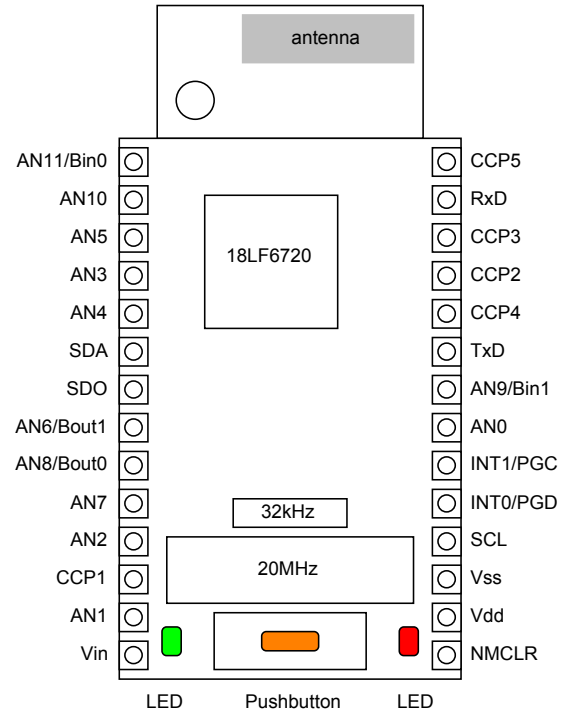 antenna
AN11/Bin0
CCP5
AN10
RxD
AN5
CCP3
18LF6720
AN3
CCP2
AN4
CCP4
SDA
TxD
SDO
AN9/Bin1
AN6/Bout1
AN0
AN8/Bout0
INT1/PGC
AN7
INT0/PGD
32kHz
AN2
SCL
20MHz
CCP1
Vss
AN1
Vdd
Vin
NMCLR
LED
Pushbutton
LED